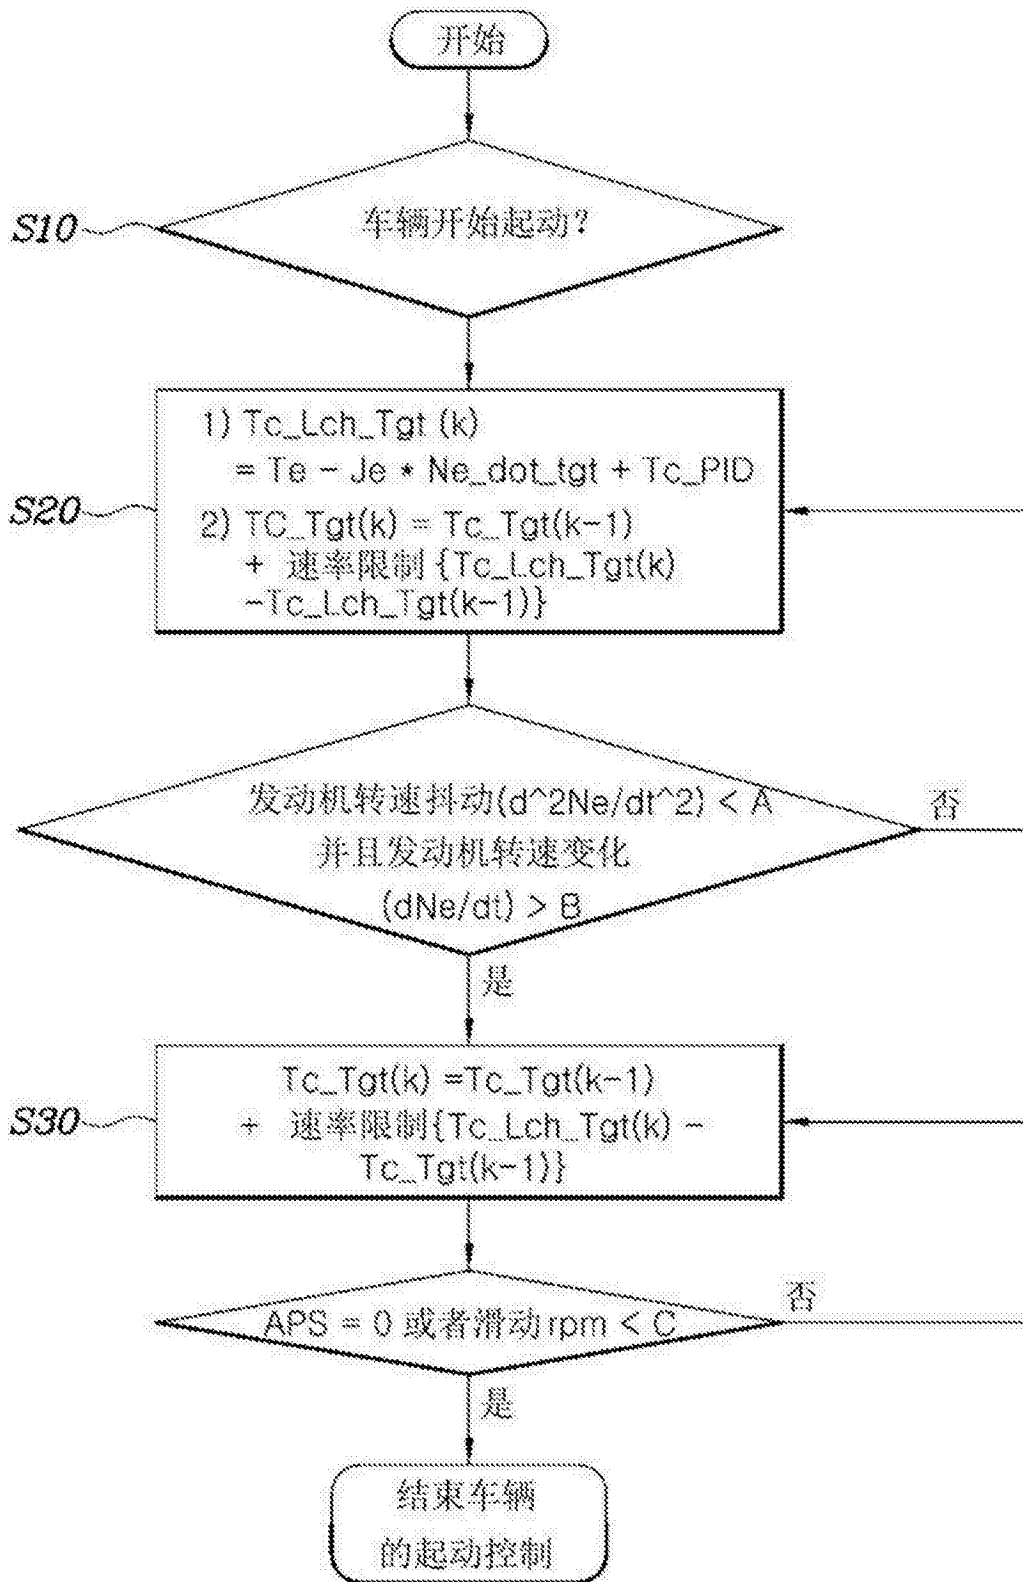 开始
S10
车辆开始起动?
S20
1) Tc_Lch_Tgt (k)
= Te - Je * Ne_dot_tgt + Tc_PID
2) TC_Tgt(k) = Tc_Tgt(k-1)
+ 速率限制 {Tc_Lch_Tgt(k)
-Tc_Lch_Tgt(k-1)}
发动机转速抖动(d^2Ne/dt^2) < A
否
并且发动机转速变化
(dNe/dt) > B
是
S30
Tc_Tgt(k) =Tc_Tgt(k-1)
+ 速率限制{Tc_Lch_Tgt(k) -
Tc_Tgt(k-1)}
APS = 0 或者滑动rpm < C
否
是
结束车辆
的起动控制